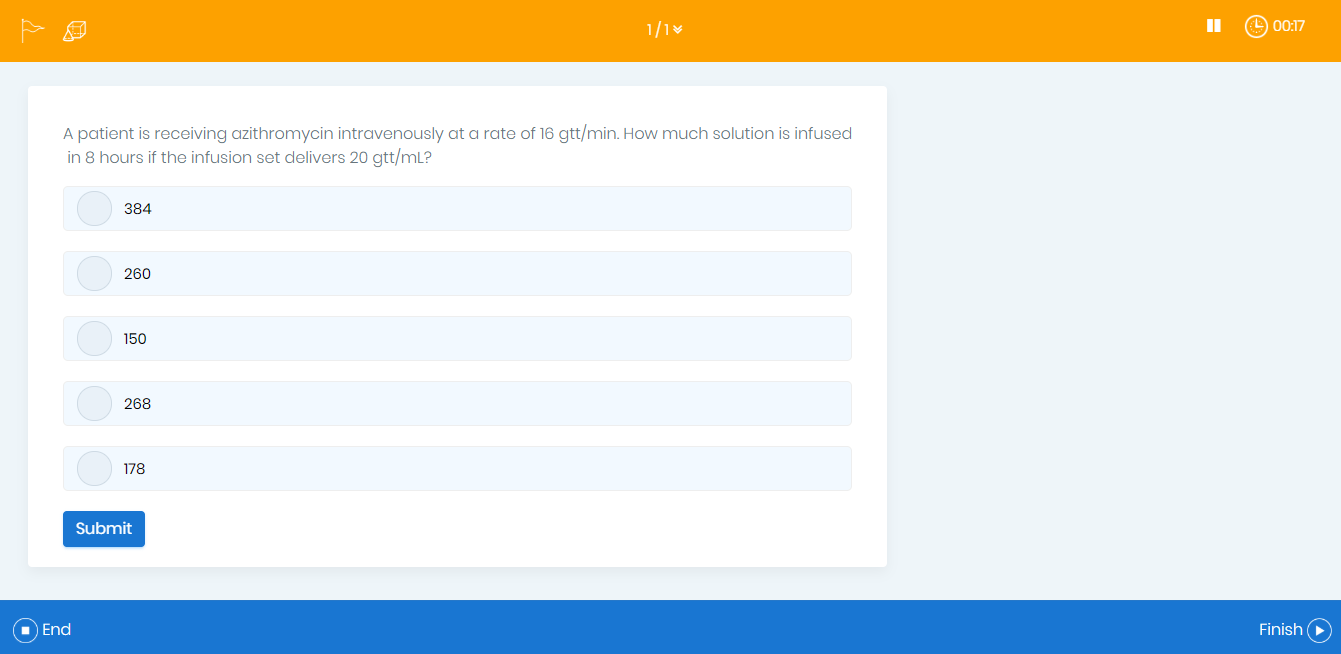 1/1
00:17
A patient is receiving azithromycin intravenously at a rate of 16 gtt/min. How much solution is infused
in 8 hours if the infusion set delivers 20 gtt/mL?
384
260
150
268
178
Submit
End
Finish